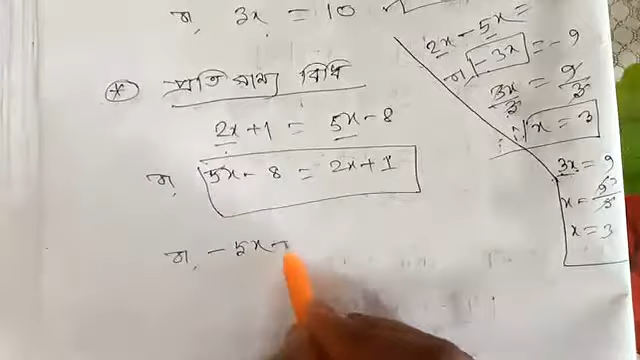 বা, 3x = 10
* প্রতিসাম্য বিধি
2x + 1 = 5x - 8
বা, 5x - 8 = 2x + 1
বা, - 5x -
2x - 5x =
বা, - 3x = - 9
3x/3 = 9/3
∴ x = 3
3x = 9
x = 9/3
x = 3